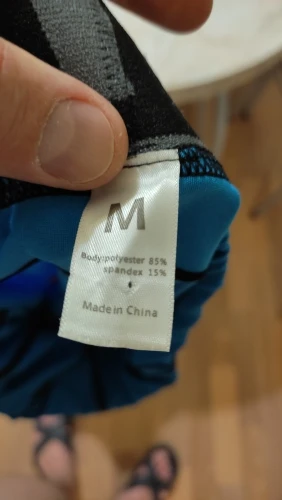 M
Body:polyester 85%
spandex 15%
Made in China